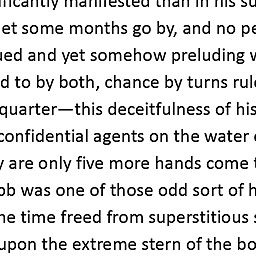 ificantly manifested than in his su
et some months go by, and no pe
ued and yet somehow preluding w
d to by both, chance by turns rul
quarter—this deceitfulness of his
confidential agents on the water
y are only five more hands come t
bb was one of those odd sort of h
he time freed from superstitious s
upon the extreme stern of the bo